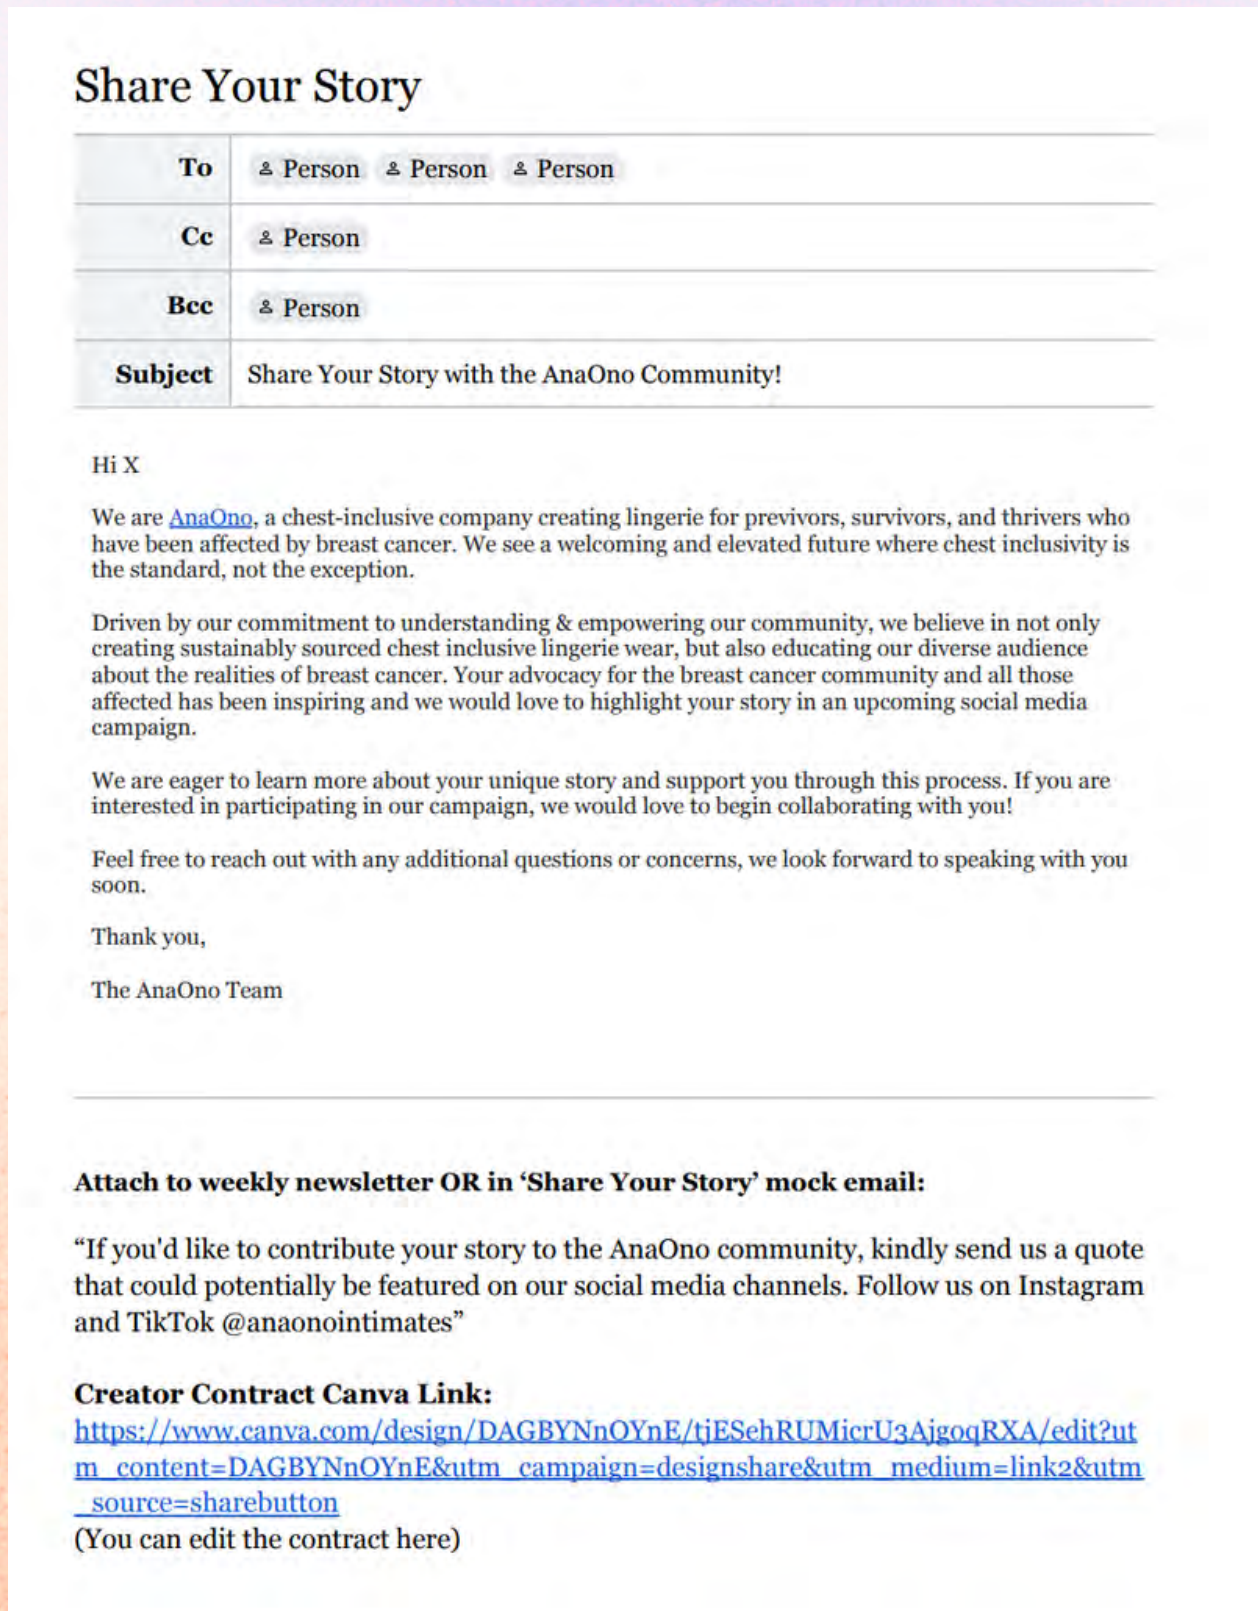 Share Your Story
To Person Person Person
Cc Person
Bcc Person
Subject Share Your Story with the AnaOno Community!
Hi X
We are AnaOno, a chest-inclusive company creating lingerie for previvors, survivors, and thrivers who
have been affected by breast cancer. We see a welcoming and elevated future where chest inclusivity is
the standard, not the exception.
Driven by our commitment to understanding & empowering our community, we believe in not only
creating sustainably sourced chest inclusive lingerie wear, but also educating our diverse audience
about the realities of breast cancer. Your advocacy for the breast cancer community and all those
affected has been inspiring and we would love to highlight your story in an upcoming social media
campaign.
We are eager to learn more about your unique story and support you through this process. If you are
interested in participating in our campaign, we would love to begin collaborating with you!
Feel free to reach out with any additional questions or concerns, we look forward to speaking with you
soon.
Thank you,
The AnaOno Team
Attach to weekly newsletter OR in ‘Share Your Story’ mock email:
“If you'd like to contribute your story to the AnaOno community, kindly send us a quote
that could potentially be featured on our social media channels. Follow us on Instagram
and TikTok @anaonointimates”
Creator Contract Canva Link:
https://www.canva.com/design/DAGBYNnOYnE/tjESehRUMicrU3AjgoqRXA/edit?ut
m_content=DAGBYNnOYnE&utm_campaign=designshare&utm_medium=link2&utm
_source=sharebutton
(You can edit the contract here)